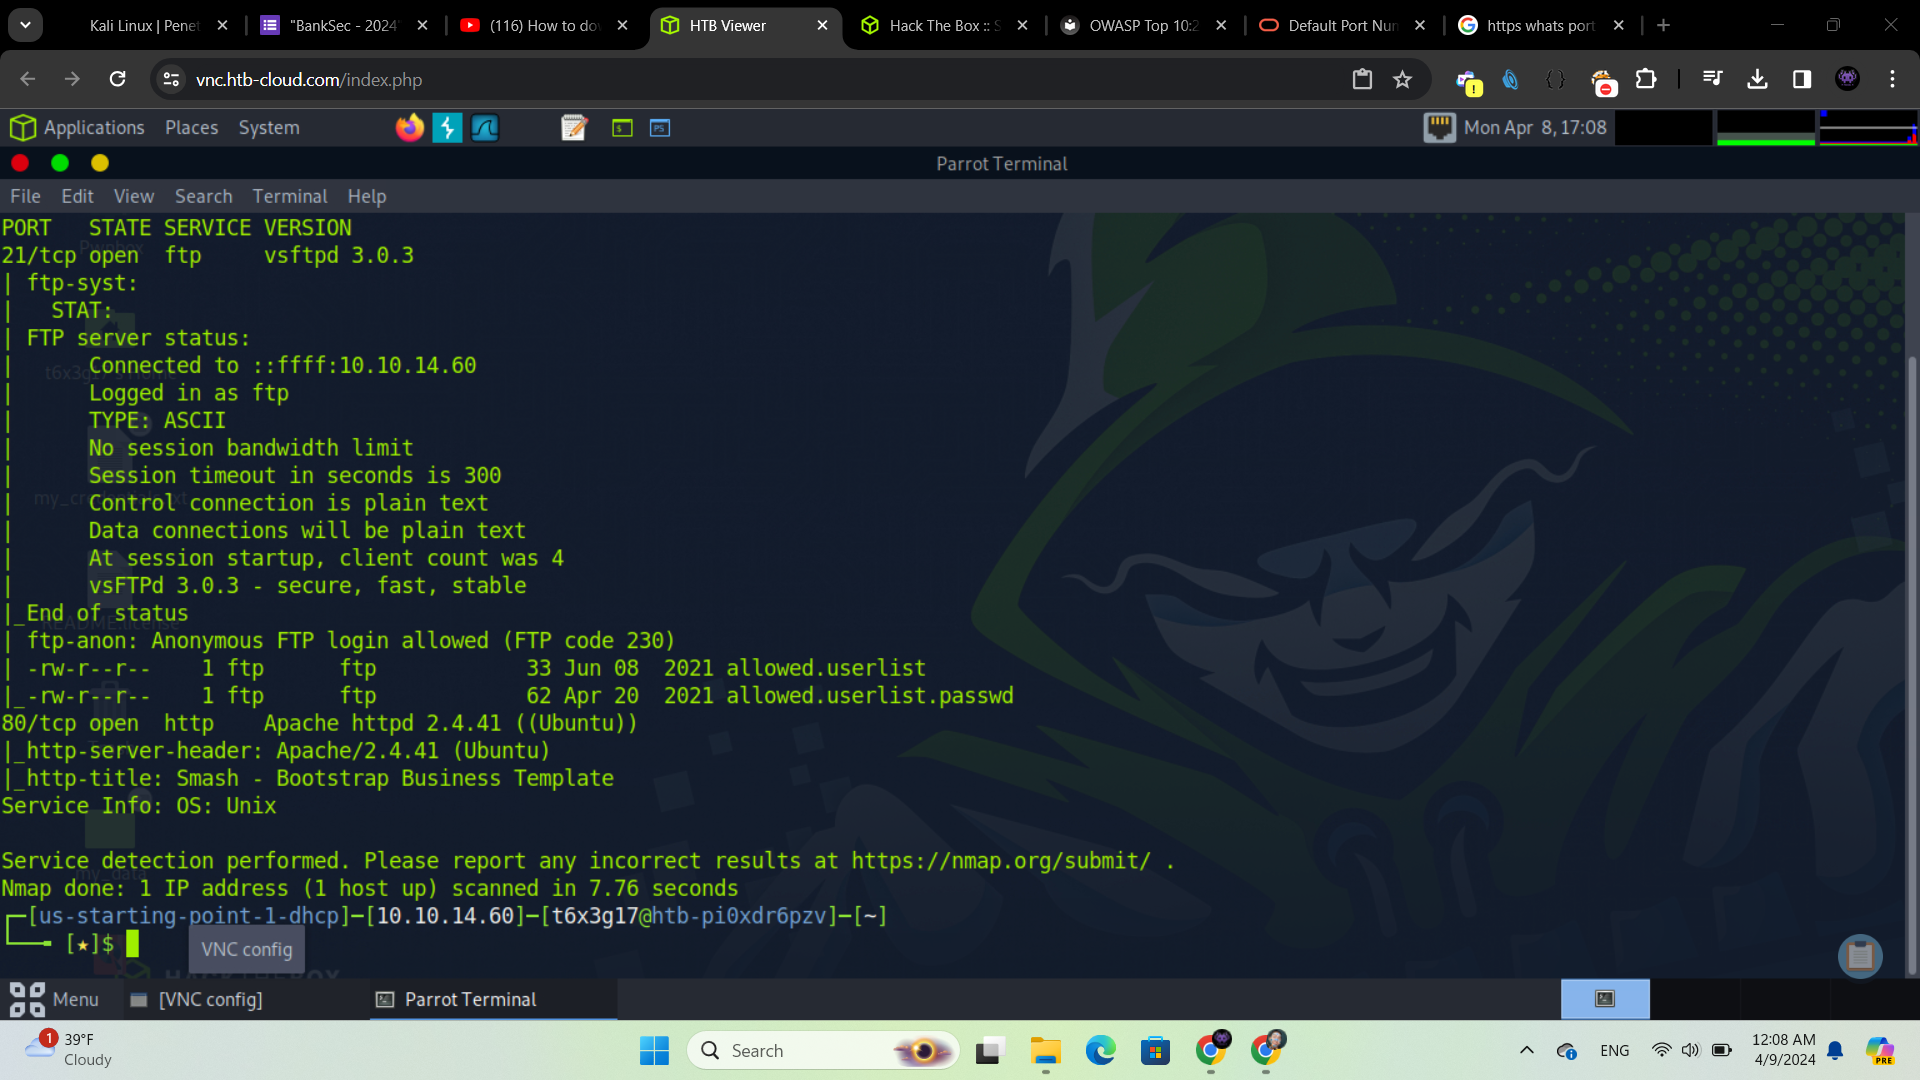 Kali Linux | Penet
"BankSec - 2024
(116) How to do
HTB Viewer
Hack The Box :: S
OWASP Top 10:2
Default Port Num
https whats port
vnc.htb-cloud.com/index.php
Applications Places System
Mon Apr 8, 17:08
Parrot Terminal
File Edit View Search Terminal Help
PORT   STATE SERVICE VERSION
21/tcp open  ftp     vsftpd 3.0.3
| ftp-syst:
|   STAT:
| FTP server status:
|      Connected to ::ffff:10.10.14.60
|      Logged in as ftp
|      TYPE: ASCII
|      No session bandwidth limit
|      Session timeout in seconds is 300
|      Control connection is plain text
|      Data connections will be plain text
|      At session startup, client count was 4
|      vsFTPd 3.0.3 - secure, fast, stable
|_End of status
| ftp-anon: Anonymous FTP login allowed (FTP code 230)
| -rw-r--r--    1 ftp      ftp            33 Jun 08  2021 allowed.userlist
|_-rw-r--r--    1 ftp      ftp            62 Apr 20  2021 allowed.userlist.passwd
80/tcp open  http    Apache httpd 2.4.41 ((Ubuntu))
|_http-server-header: Apache/2.4.41 (Ubuntu)
|_http-title: Smash - Bootstrap Business Template
Service Info: OS: Unix
Service detection performed. Please report any incorrect results at https://nmap.org/submit/ .
Nmap done: 1 IP address (1 host up) scanned in 7.76 seconds
┌─[us-starting-point-1-dhcp]─[10.10.14.60]─[t6x3g17@htb-pi0xdr6pzv]─[~]
└──╼ [★]$
VNC config
README.license
my_data
Menu
[VNC config]
Parrot Terminal
1
39°F
Cloudy
Search
ENG
12:08 AM
4/9/2024
PRE